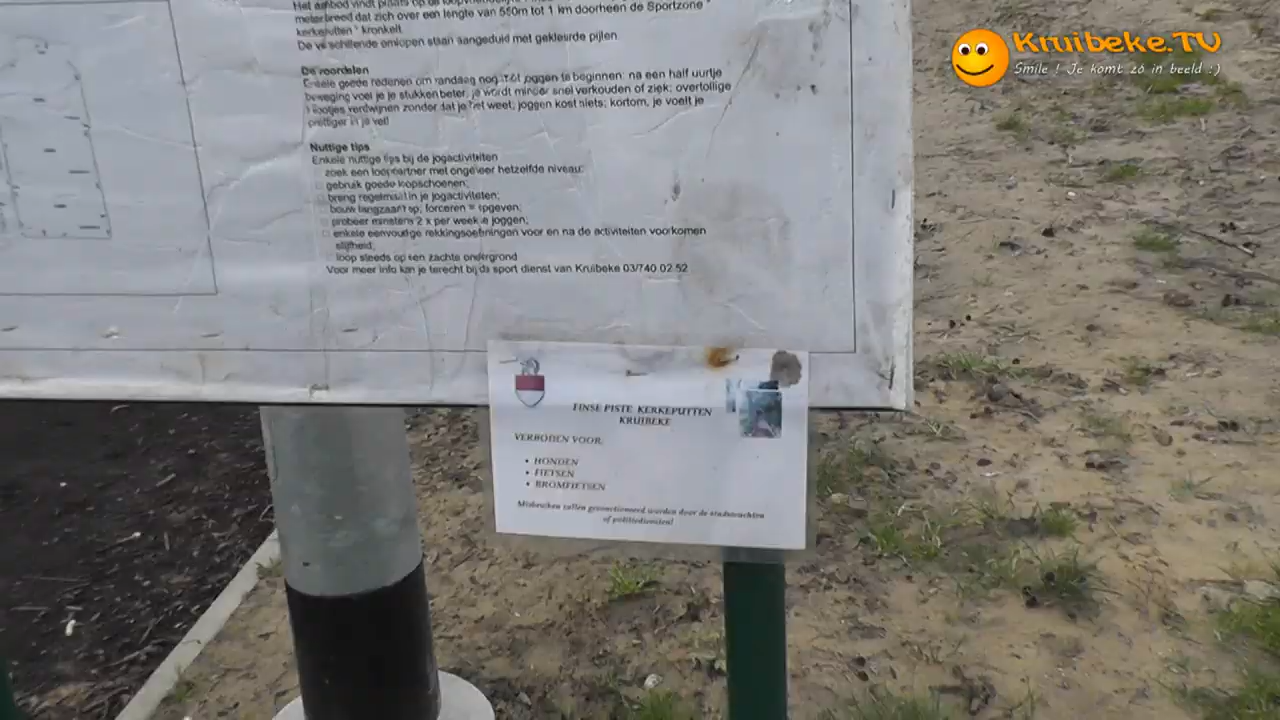 Het aanbod vindt plaats op de
meter breed dat zich over een lengte van 550m tot 1 km doorheen de Sportzone
kerkeputten " kronkelt
De verschillende omlopen staan aangeduid met gekleurde pijlen
De voordelen
Enkele goede redenen om vandaag nog te joggen te beginnen: na een half uurtje
beweging voel je je stukken beter; je wordt minder snel verkouden of ziek; overtollige
kilootjes verdwijnen zonder dat je het weet; joggen kost niets; kortom, je voelt je
prettiger in je vel!
Nuttige tips
Enkele nuttige tips bij de jogactiviteiten
zoek een looppartner met ongeveer hetzelfde niveau;
gebruik goede loopschoenen;
breng regelmaat in je jogactiviteiten;
bouw langzaam op; forceren = opgeven;
probeer minstens 2 x per week te joggen;
enkele eenvoudige rekkingsoefeningen voor en na de activiteiten voorkomen
stijfheid;
loop steeds op een zachte ondergrond
Voor meer info kan je terecht bij de sport dienst van Kruibeke 03/740 02 52
FINSE PISTE KERKEPUTTEN
KRUIBEKE
VERBODEN VOOR:
• HONDEN
• FIETSEN
• BROMFIETSEN
Misbruiken zullen gesanctioneerd worden door de stadswachten
of politiediensten!
Kruibeke.TV
Smile ! Je komt zó in beeld :)